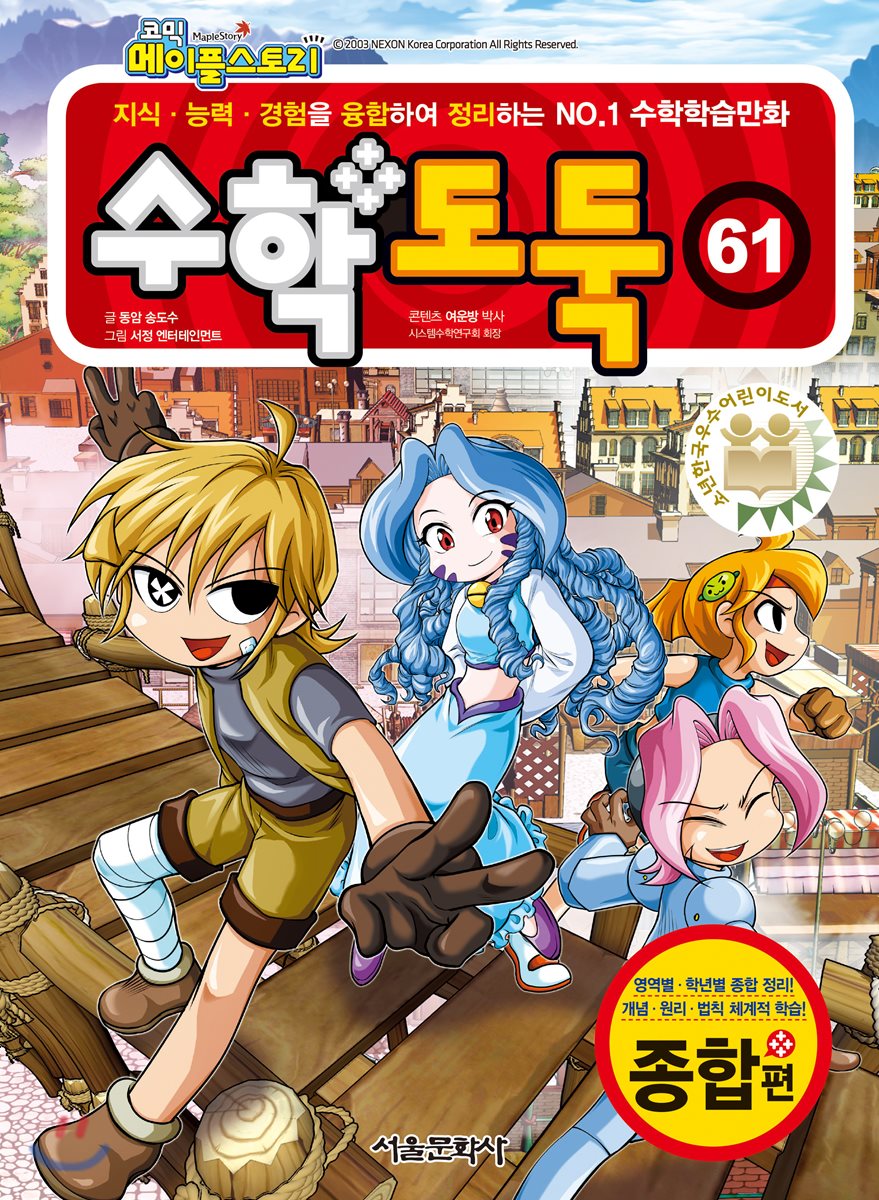 코믹 MapleStory
메이플스토리
© 2003 NEXON Korea Corporation All Rights Reserved.
지식·능력·경험을 융합하여 정리하는 NO.1 수학학습만화
수학도둑 61
글 동암 송도수
그림 서정 엔터테인먼트
콘텐츠 여운방 박사
시스템수학연구회 회장
소년한국우수어린이도서
영역별·학년별 종합 정리!
개념·원리·법칙 체계적 학습!
종합편
서울문화사